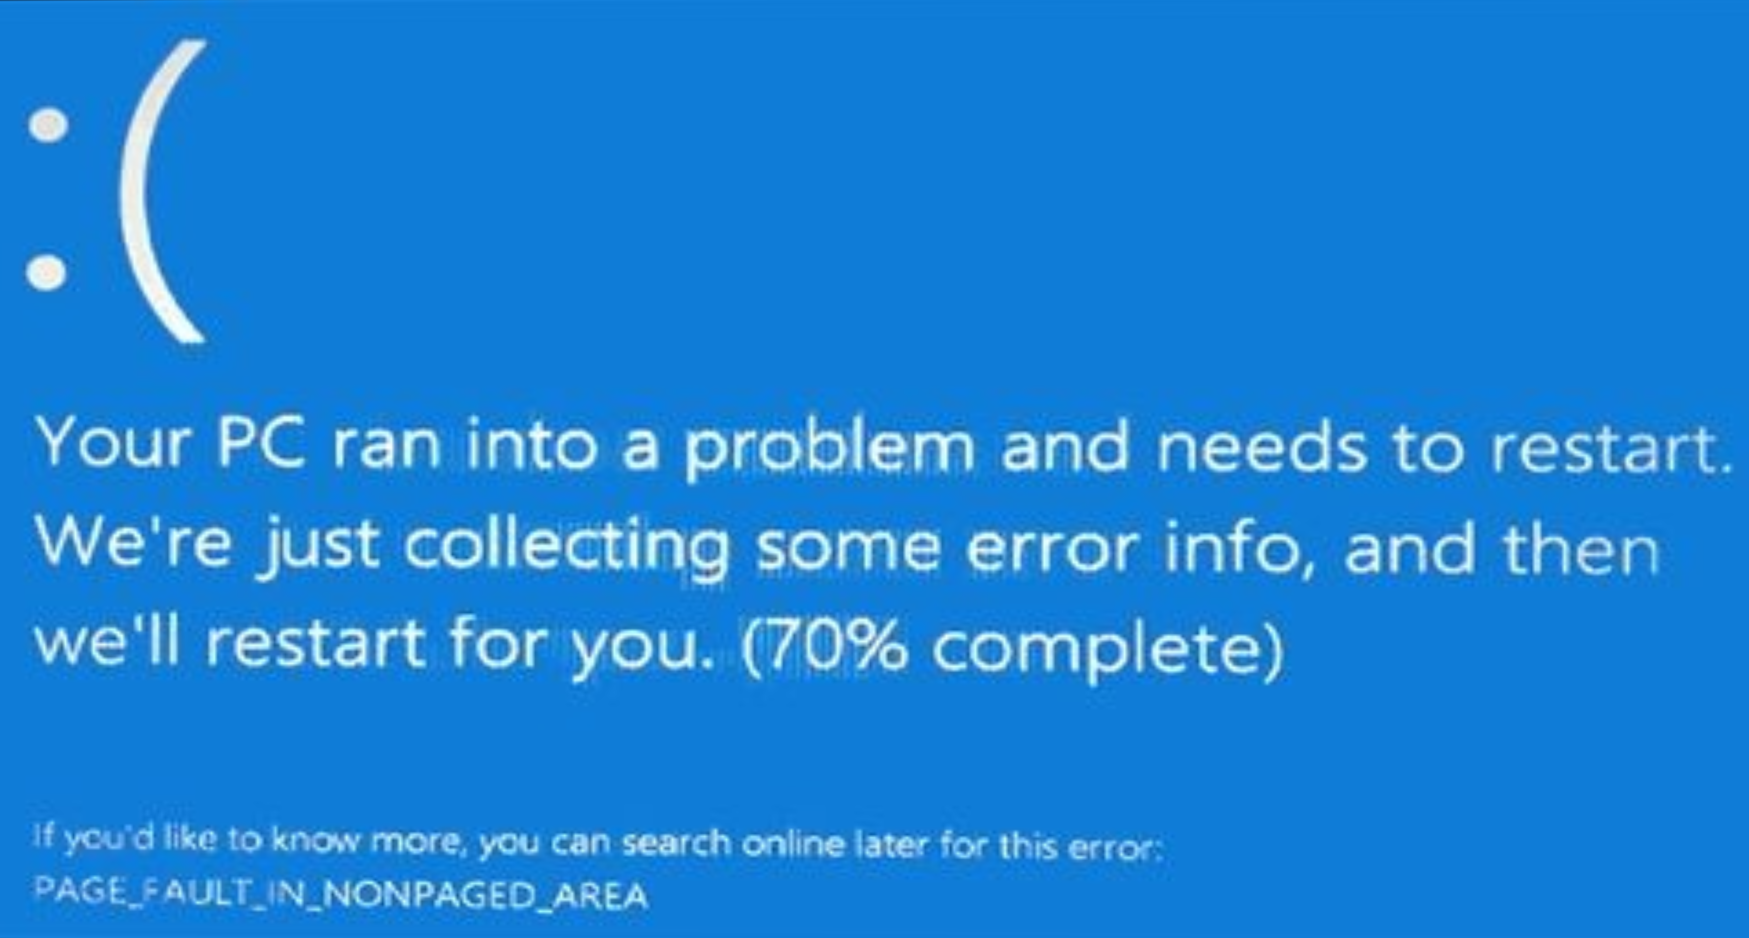 :(
Your PC ran into a problem and needs to restart.
We're just collecting some error info, and then
we'll restart for you. (70% complete)
If you'd like to know more, you can search online later for this error:
PAGE_FAULT_IN_NONPAGED_AREA